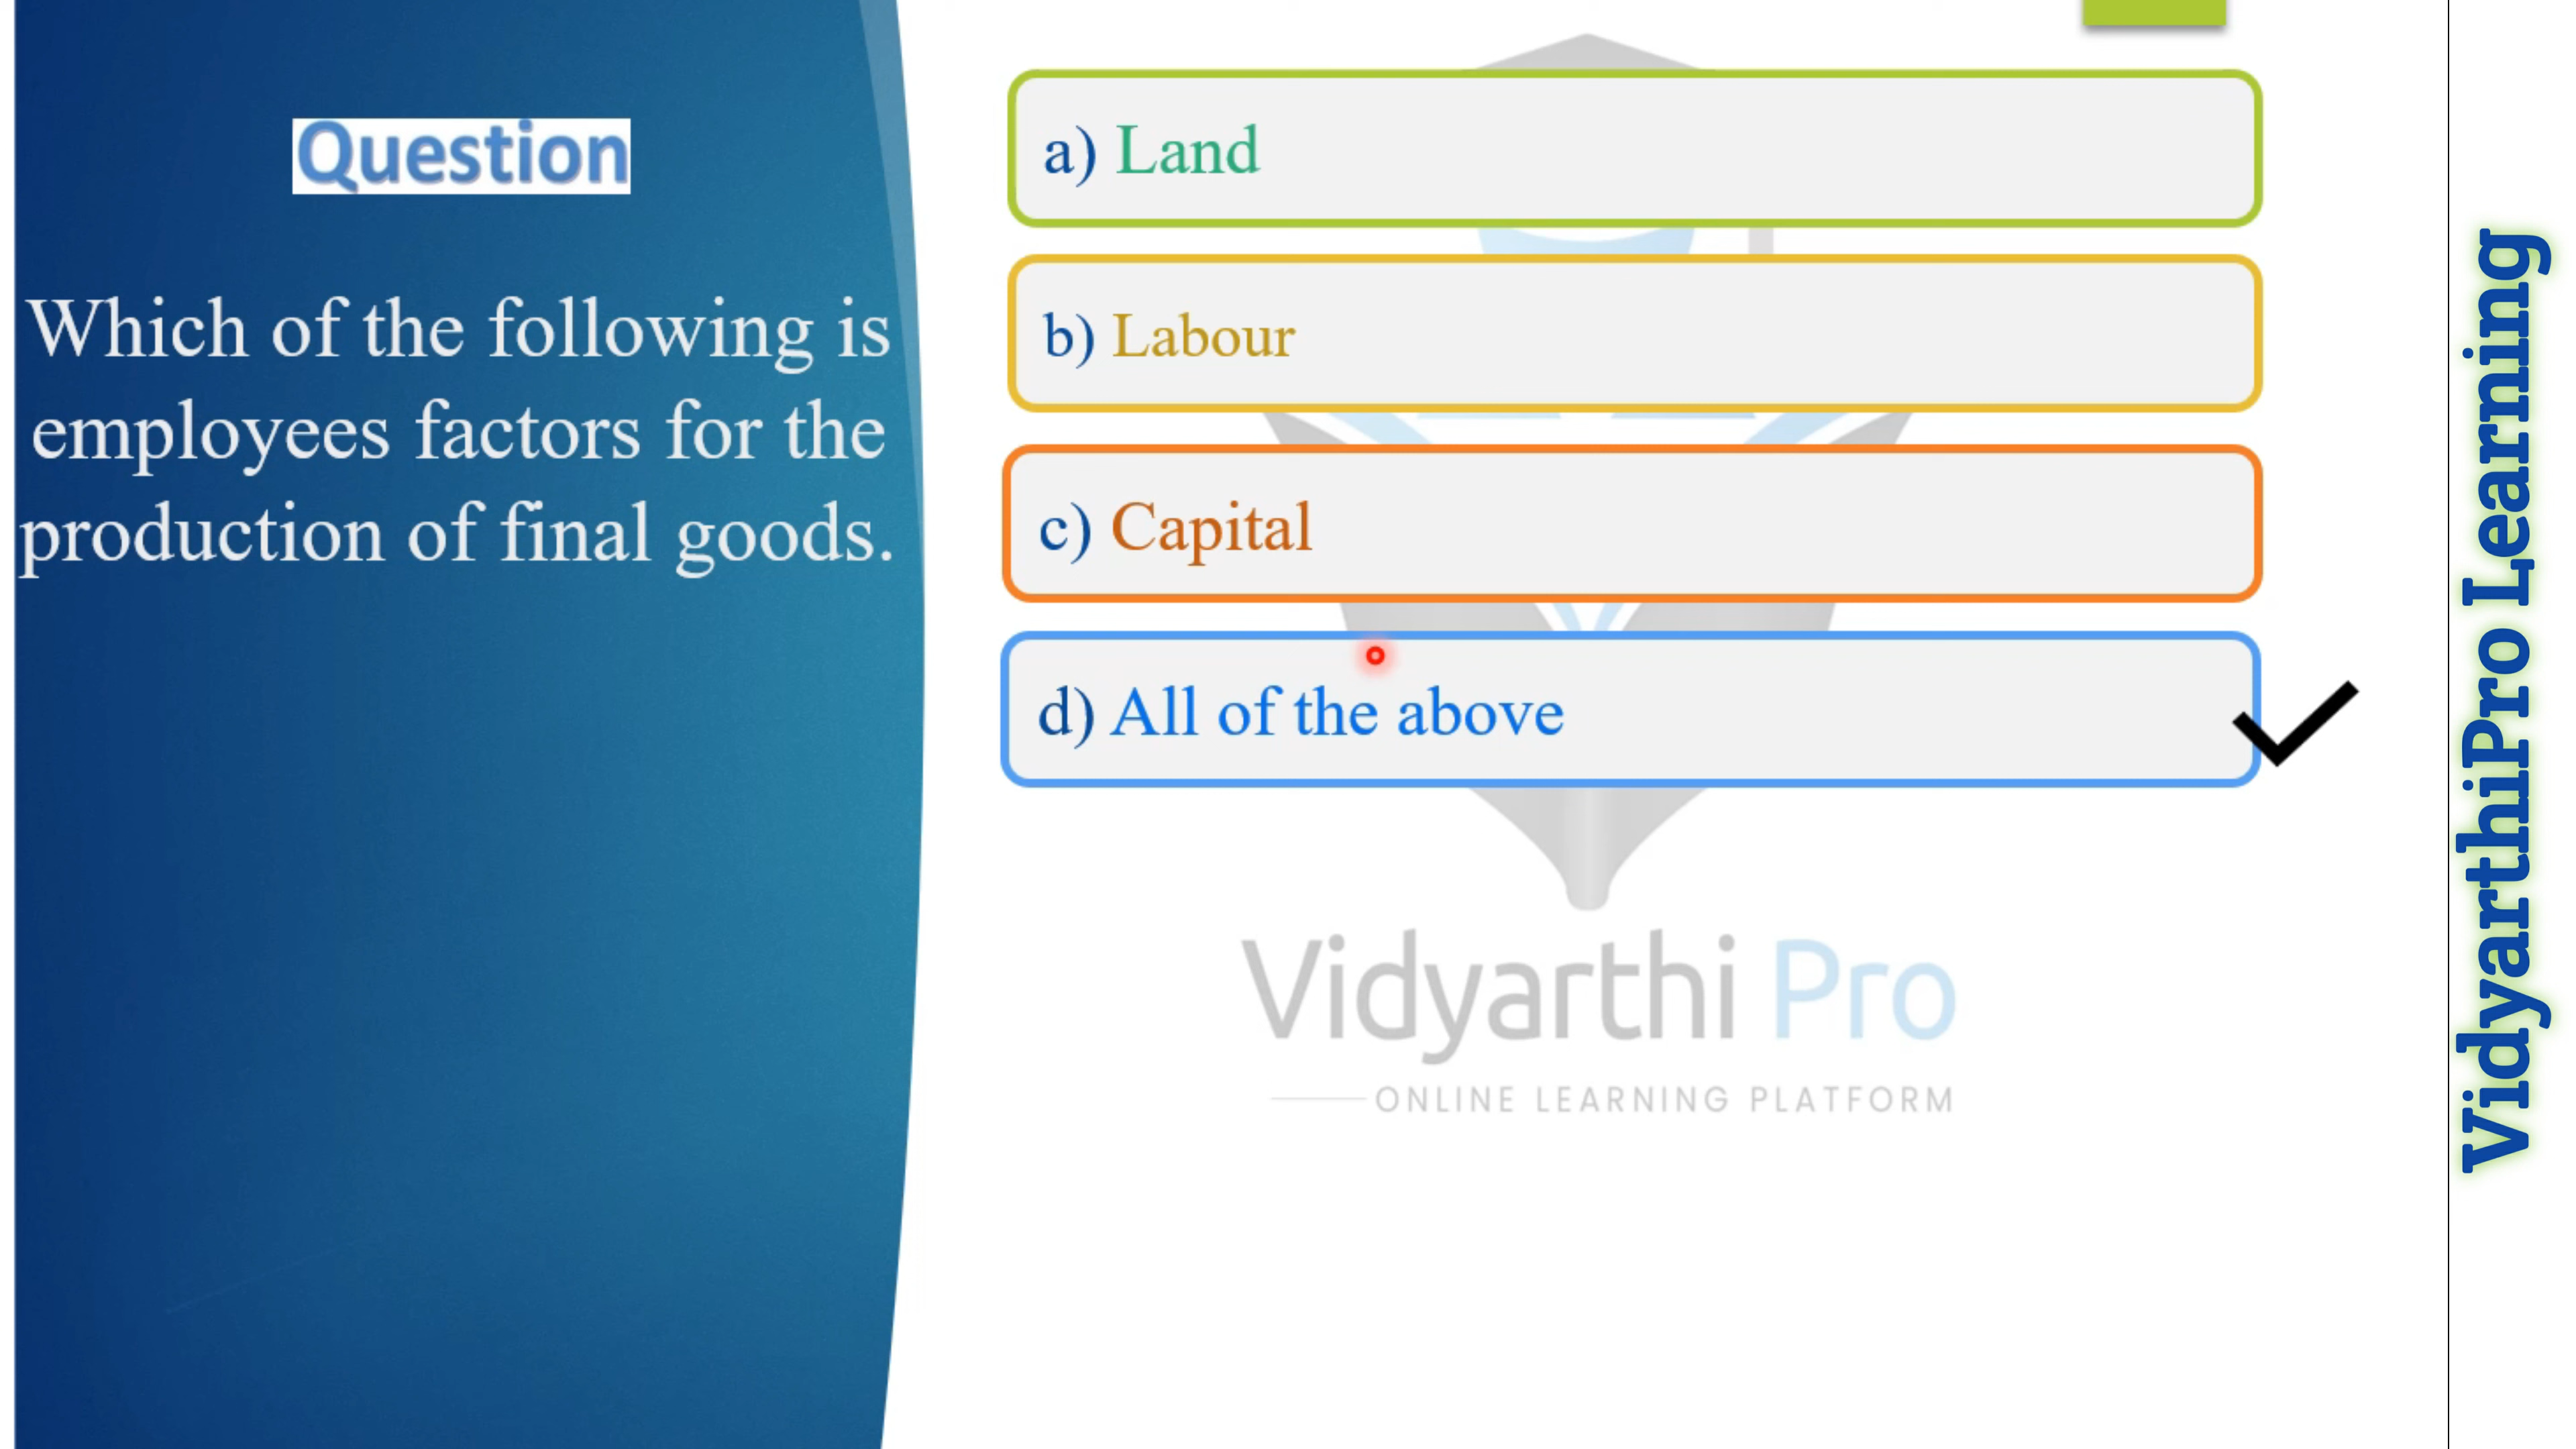 Question
Which of the following is
employees factors for the
production of final goods.
a) Land
b) Labour
c) Capital
d) All of the above
Vidyarthi Pro
ONLINE LEARNING PLATFORM
VidyarthiPro Learning